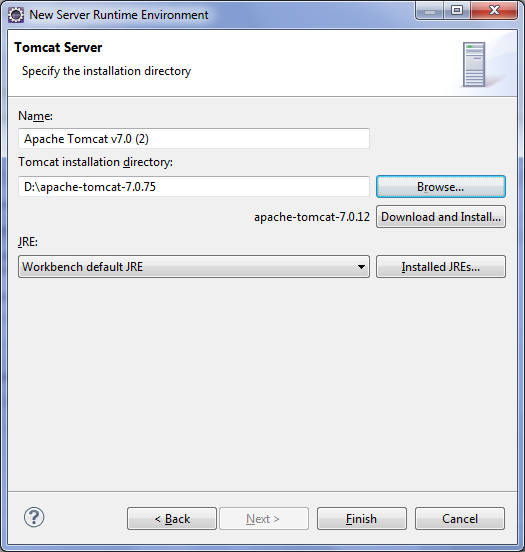 New Server Runtime Environment
Tomcat Server
Specify the installation directory
Name:
Apache Tomcat v7.0 (2)
Tomcat installation directory:
D:\apache-tomcat-7.0.75 Browse...
apache-tomcat-7.0.12 Download and Install...
JRE:
Workbench default JRE Installed JREs...
? < Back Next > Finish Cancel